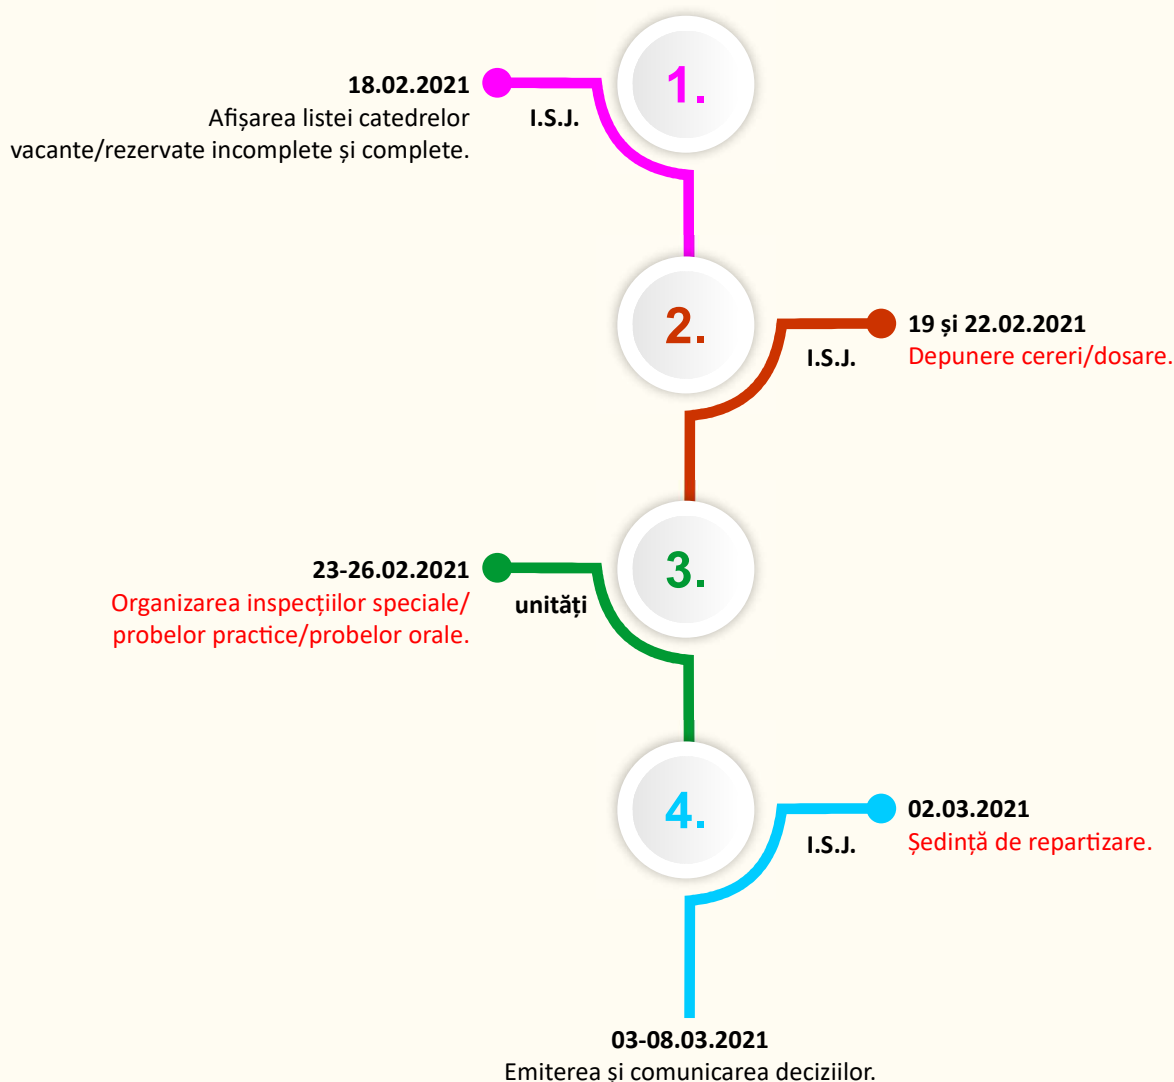 1.
18.02.2021
Afișarea listei catedrelor
vacante/rezervate incomplete și complete.
I.S.J.
2.
19 și 22.02.2021
Depunere cereri/dosare.
I.S.J.
3.
23-26.02.2021
Organizarea inspecțiilor speciale/
probelor practice/probelor orale.
unități
4.
02.03.2021
Ședință de repartizare.
I.S.J.
03-08.03.2021
Emiterea și comunicarea deciziilor.